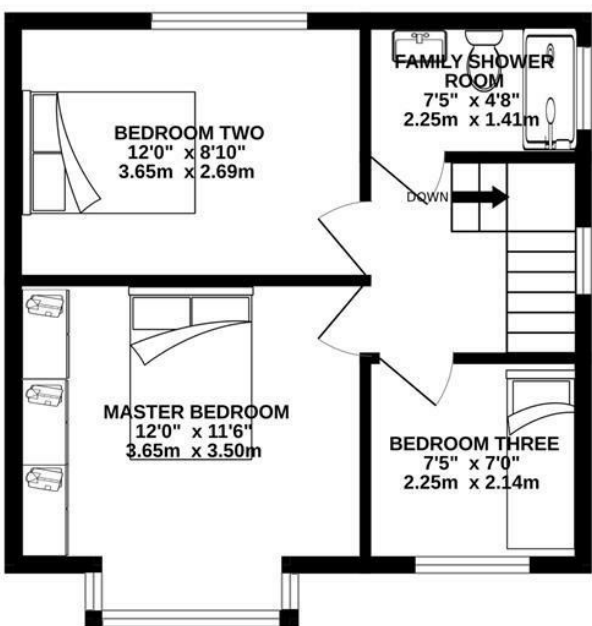 FAMILY SHOWER
ROOM
7'5" x 4'8"
2.25m x 1.41m
BEDROOM TWO
12'0" x 8'10"
3.65m x 2.69m
DOWN
MASTER BEDROOM
12'0" x 11'6"
3.65m x 3.50m
BEDROOM THREE
7'5" x 7'0"
2.25m x 2.14m